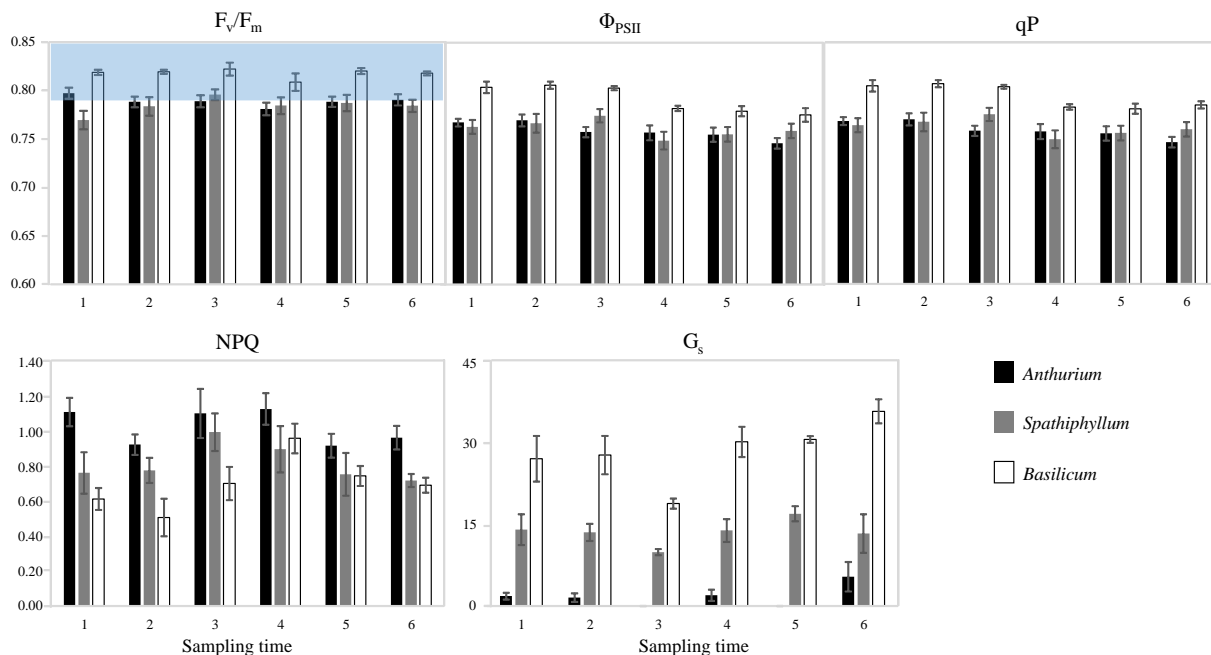 Fv/Fm ΦPSII qP
0.85
0.80
0.75
0.70
0.65
0.60
1 2 3 4 5 6 1 2 3 4 5 6 1 2 3 4 5 6
NPQ Gs
1.40
1.20
1.00
0.80
0.60
0.40
0.20
0.00
1 2 3 4 5 6
Sampling time
45
30
15
0
1 2 3 4 5 6
Sampling time
Anthurium
Spathiphyllum
Basilicum